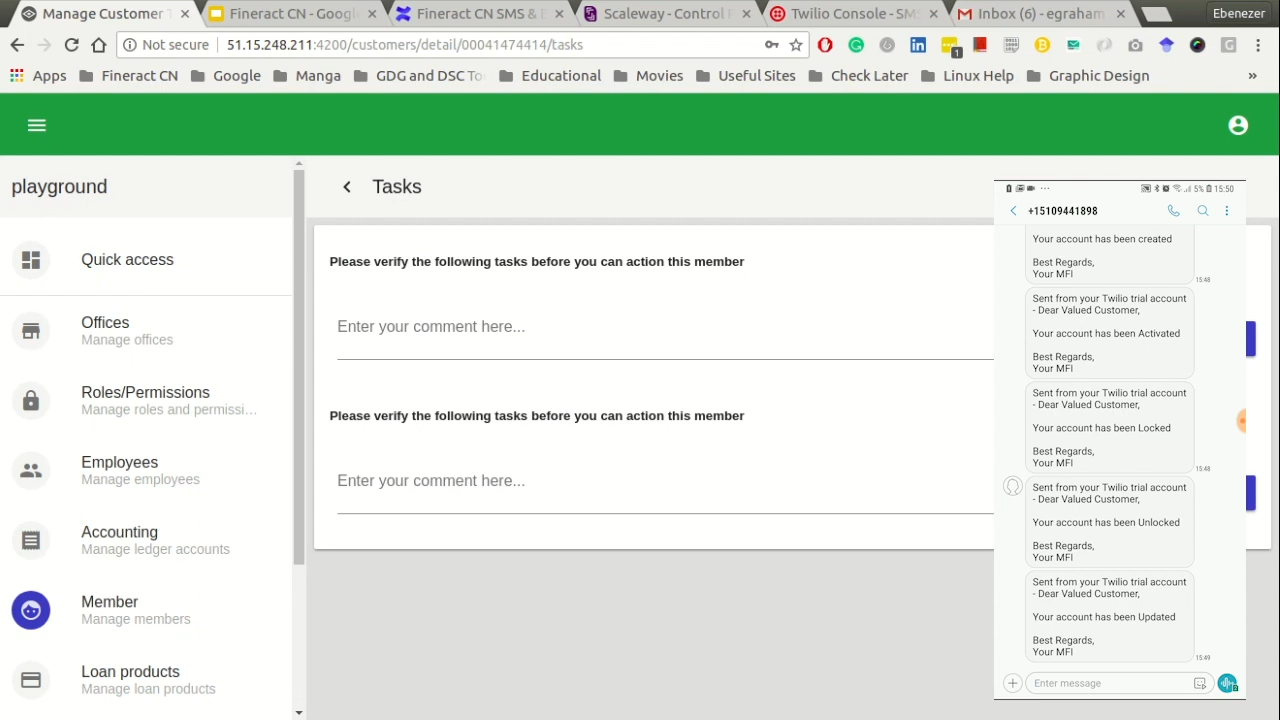 Manage Customer T
Fineract CN - Googl
Fineract CN SMS & E
Scaleway - Control P
Twilio Console - SMS
Inbox (6) - egraham
Ebenezer
Not secure
51.15.248.211:4200/customers/detail/00041474414/tasks
1
Apps
Fineract CN
Google
Manga
GDG and DSC To
Educational
Movies
Useful Sites
Check Later
Linux Help
Graphic Design
»
playground
Tasks
Quick access
Offices
Manage offices
Roles/Permissions
Manage roles and permissi...
Employees
Manage employees
Accounting
Manage ledger accounts
Member
Manage members
Loan products
Manage loan products
Please verify the following tasks before you can action this member
Enter your comment here...
Please verify the following tasks before you can action this member
Enter your comment here...
5% 15:50
+15109441898
Your account has been created
Best Regards,
Your MFI
15:48
Sent from your Twilio trial account
- Dear Valued Customer,
Your account has been Activated
Best Regards,
Your MFI
Sent from your Twilio trial account
- Dear Valued Customer,
Your account has been Locked
Best Regards,
Your MFI
15:48
Sent from your Twilio trial account
- Dear Valued Customer,
Your account has been Unlocked
Best Regards,
Your MFI
Sent from your Twilio trial account
- Dear Valued Customer,
Your account has been Updated
Best Regards,
Your MFI
15:49
Enter message